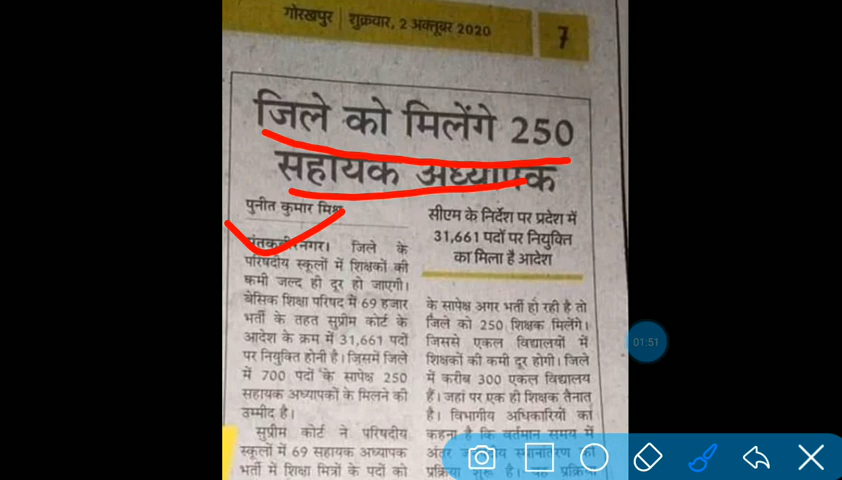 गोरखपुर | शुक्रवार, 2 अक्तूबर 2020
7
जिले को मिलेंगे 250
सहायक अध्यापक
पुनीत कुमार मिश्र
संतकबीरनगर। जिले के
परिषदीय स्कूलों में शिक्षकों की
कमी जल्द ही दूर हो जाएगी।
बेसिक शिक्षा परिषद में 69 हजार
भर्ती के तहत सुप्रीम कोर्ट के
आदेश के क्रम में 31,661 पदों
पर नियुक्ति होनी है। जिसमें जिले
में 700 पदों के सापेक्ष 250
सहायक अध्यापकों के मिलने की
उम्मीद है।
सुप्रीम कोर्ट ने परिषदीय
स्कूलों में 69 सहायक अध्यापक
भर्ती में शिक्षा मित्रों के पदों को
सीएम के निर्देश पर प्रदेश में
31,661 पदों पर नियुक्ति
का मिला है आदेश
के सापेक्ष अगर भर्ती हो रही है तो
जिले को 250 शिक्षक मिलेंगे।
जिससे एकल विद्यालयों में
शिक्षकों की कमी दूर होगी। जिले
में करीब 300 एकल विद्यालय
हैं। जहां पर एक ही शिक्षक तैनात
है। विभागीय अधिकारियों का
कहना है कि वर्तमान समय में
अंतर स्थानांतरण की
प्रक्रिया शुरू है। यह प्रक्रिया
01:51